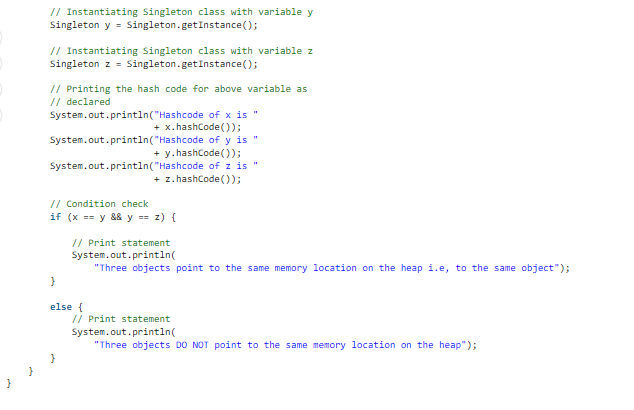 // Instantiating Singleton class with variable y
Singleton y = Singleton.getInstance();
// Instantiating Singleton class with variable z
Singleton z = Singleton.getInstance();
// Printing the hash code for above variable as
// declared
System.out.println("Hashcode of x is "
+ x.hashCode());
System.out.println("Hashcode of y is "
+ y.hashCode());
System.out.println("Hashcode of z is "
+ z.hashCode());
// Condition check
if (x == y && y == z) {
// Print statement
System.out.println(
"Three objects point to the same memory location on the heap i.e, to the same object");
}
else {
// Print statement
System.out.println(
"Three objects DO NOT point to the same memory location on the heap");
}
}
}